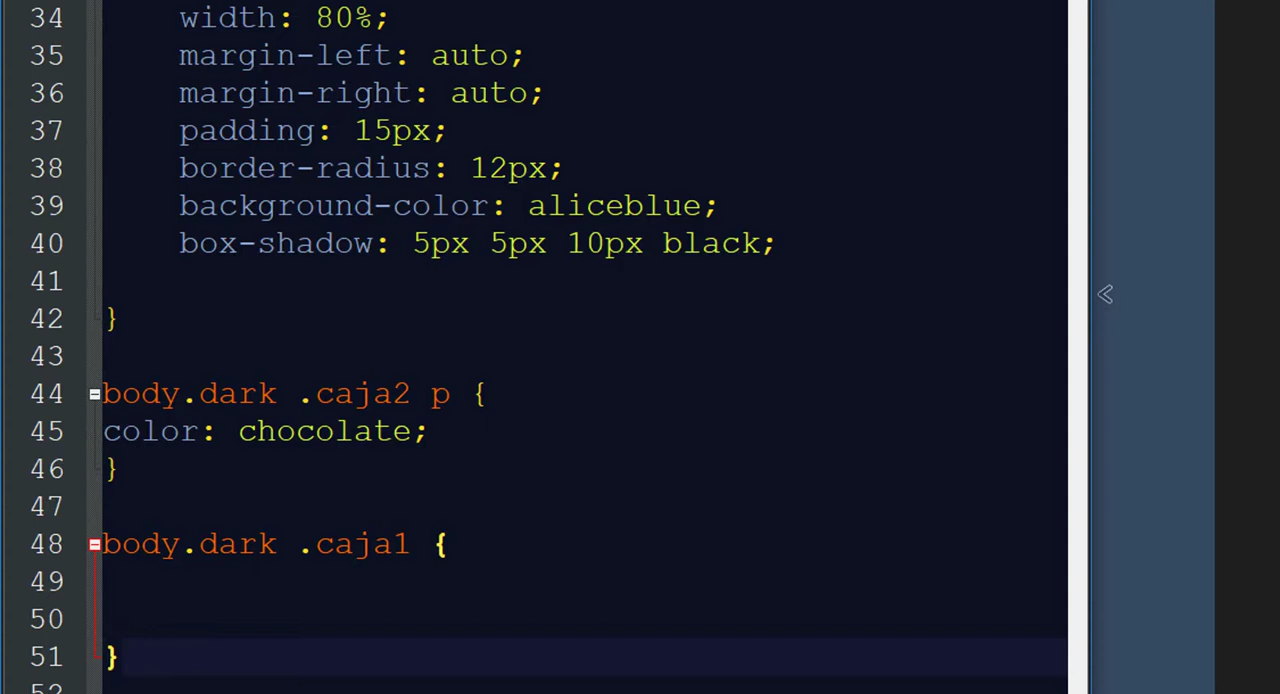 34 width: 80%;
35 margin-left: auto;
36 margin-right: auto;
37 padding: 15px;
38 border-radius: 12px;
39 background-color: aliceblue;
40 box-shadow: 5px 5px 10px black;
41
42 }
43
44 body.dark .caja2 p {
45 color: chocolate;
46 }
47
48 body.dark .caja1 {
49
50
51 }
52